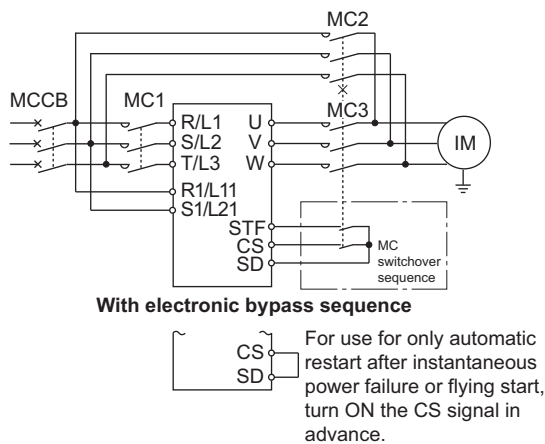 MC2
MCCB
MC1
MC3
R/L1
U
S/L2
V
IM
T/L3
W
R1/L11
S1/L21
STF
CS
SD
MC
switchover
sequence
With electronic bypass sequence
CS
SD
For use for only automatic
restart after instantaneous
power failure or flying start,
turn ON the CS signal in
advance.